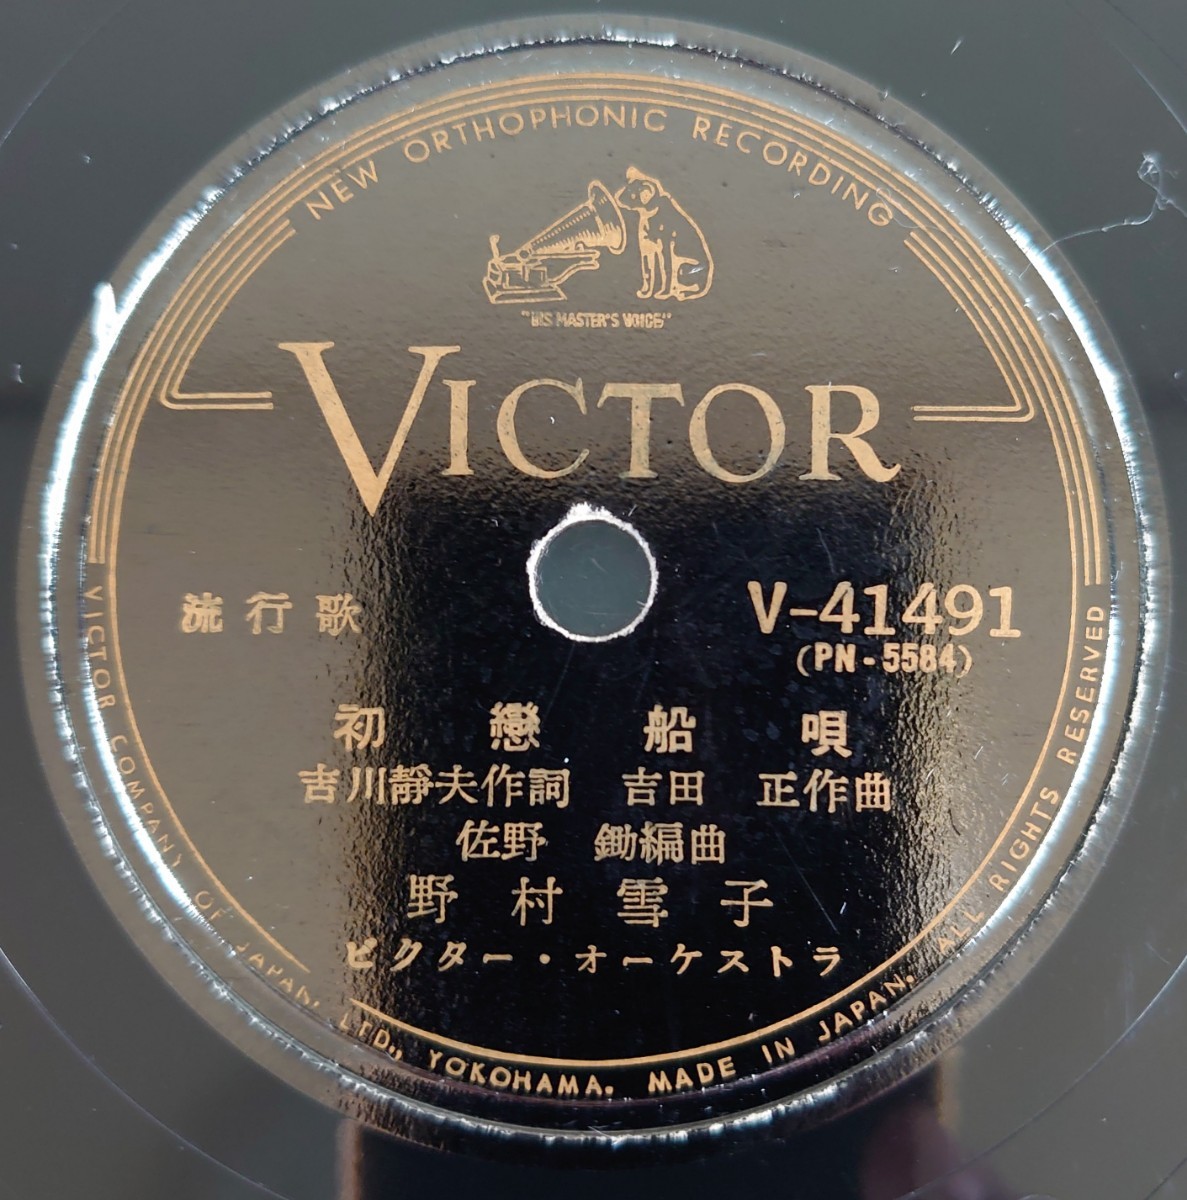 NEW ORTHOPHONIC RECORDING
"HIS MASTER'S VOICE"
VICTOR
流行歌
V-41491
(PN-5584)
初戀船唄
吉川靜夫作詞 吉田 正作曲
佐野 鋤編曲
野村雪子
ビクター・オーケストラ
VICTOR COMPANY OF JAPAN, LTD., YOKOHAMA. MADE IN JAPAN. ALL RIGHTS RESERVED